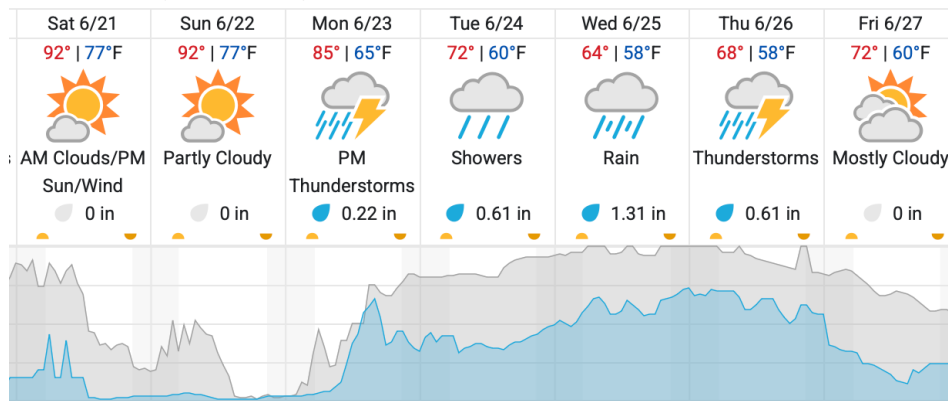 Sat 6/21
Sun 6/22
Mon 6/23
Tue 6/24
Wed 6/25
Thu 6/26
Fri 6/27
92° | 77°F
92° | 77°F
85° | 65°F
72° | 60°F
64° | 58°F
68° | 58°F
72° | 60°F
AM Clouds/PM
Sun/Wind
Partly Cloudy
PM
Thunderstorms
Showers
Rain
Thunderstorms
Mostly Cloudy
0 in
0 in
0.22 in
0.61 in
1.31 in
0.61 in
0 in